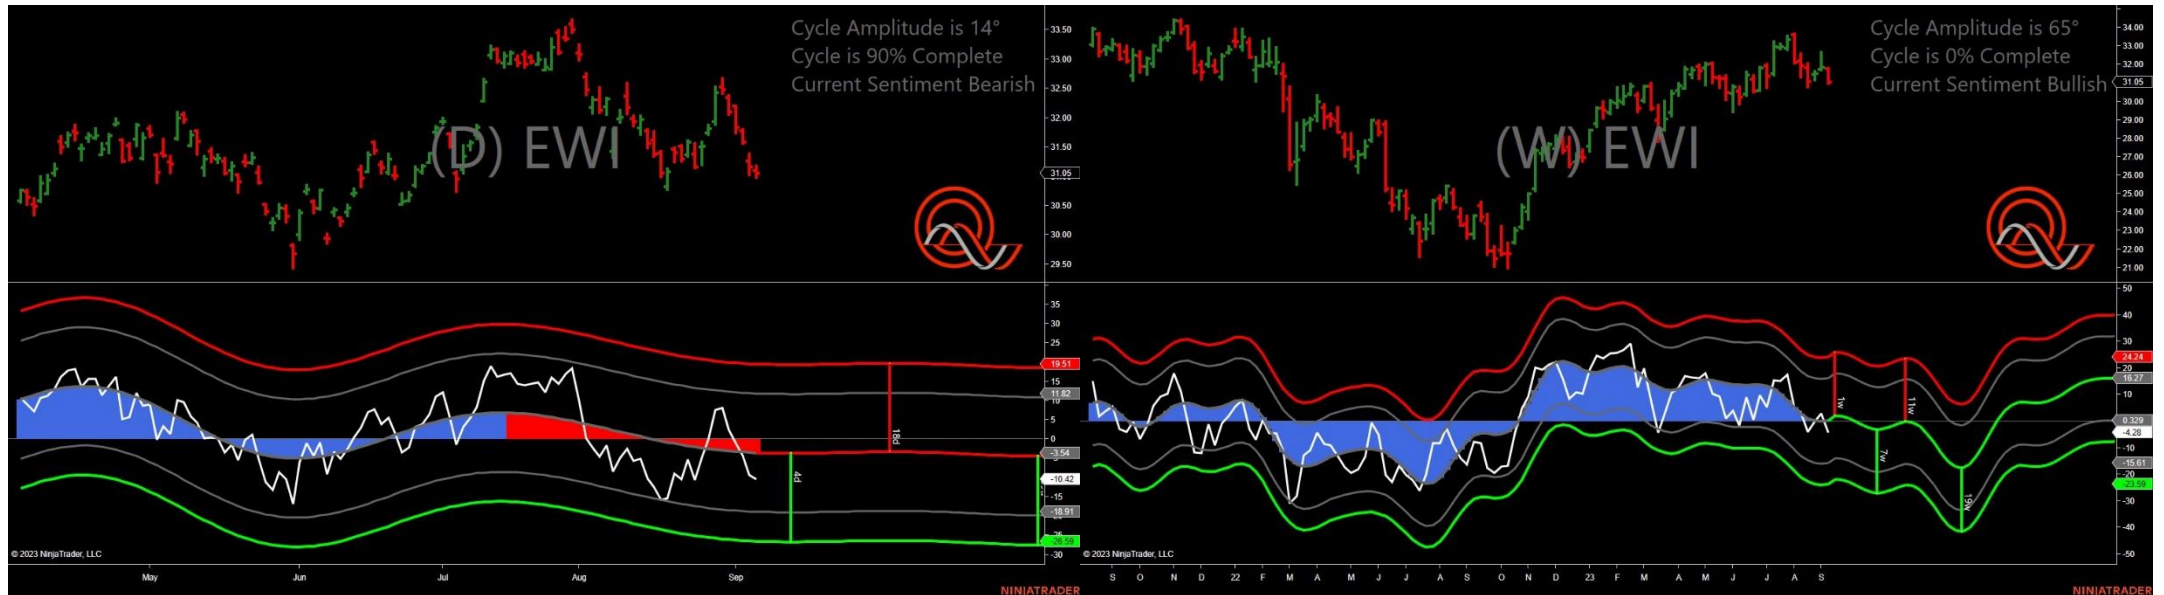 Cycle Amplitude is 14°
Cycle is 90% Complete
Current Sentiment Bearish
(D) EWI
33.50
33.00
32.50
32.00
31.50
31.05
30.50
30.00
29.50
35
30
19.51
15
11.82
10
5
0
-3.54
-10.42
-15
-18.91
-26.59
-30
18d
4d
© 2023 NinjaTrader, LLC
May Jun Jul Aug Sep
NINJATRADER
Cycle Amplitude is 65°
Cycle is 0% Complete
Current Sentiment Bullish
(W) EWI
34.00
33.00
32.00
31.05
30.00
29.00
28.00
27.00
26.00
25.00
24.00
23.00
22.00
21.00
50
40
30
24.24
20
16.27
10
0.329
-4.28
-10
-15.61
-20
-23.59
-30
-40
-50
1w
11w
7w
19w
© 2023 NinjaTrader, LLC
S O N D 22 F M A M J J A S O N D 23 F M A M J J A S
NINJATRADER